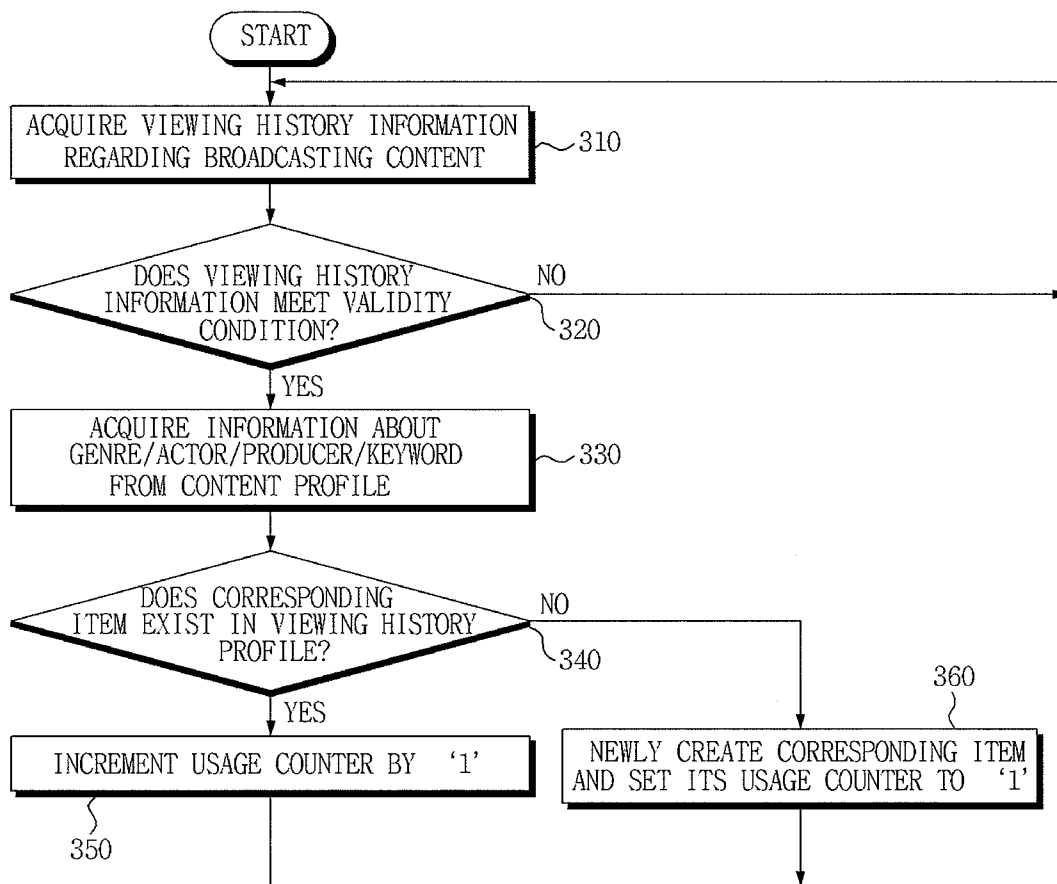 START
ACQUIRE VIEWING HISTORY INFORMATION
REGARDING BROADCASTING CONTENT
310
DOES VIEWING HISTORY
INFORMATION MEET VALIDITY
CONDITION?
NO
320
YES
ACQUIRE INFORMATION ABOUT
GENRE/ACTOR/PRODUCER/KEYWORD
FROM CONTENT PROFILE
330
DOES CORRESPONDING
ITEM EXIST IN VIEWING HISTORY
PROFILE?
NO
340
YES
360
INCREMENT USAGE COUNTER BY ‘1’
350
NEWLY CREATE CORRESPONDING ITEM
AND SET ITS USAGE COUNTER TO ‘1’